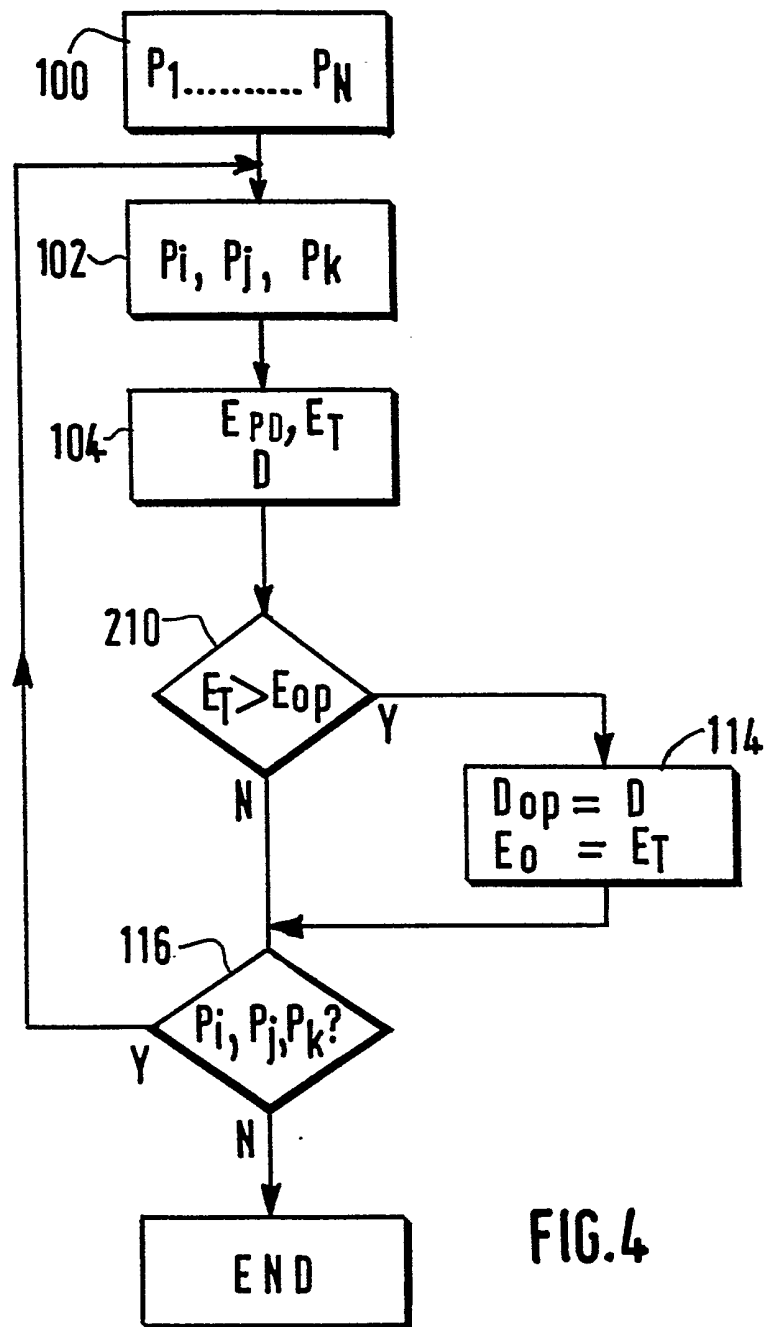 100
P1.......... PN
102
Pi, Pj, Pk
104
EPD, ET
D
210
ET>Eop
Y
N
114
Dop = D
Eo = ET
116
Pi, Pj, Pk?
Y
N
END
FIG.4